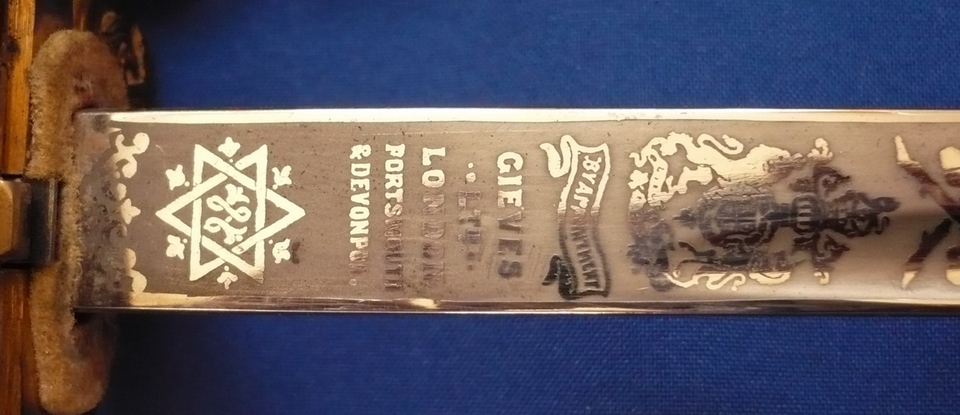 BY APPOINTMENT
GIEVES
LTD.
LONDON
PORTSMOUTH
& DEVONPORT.